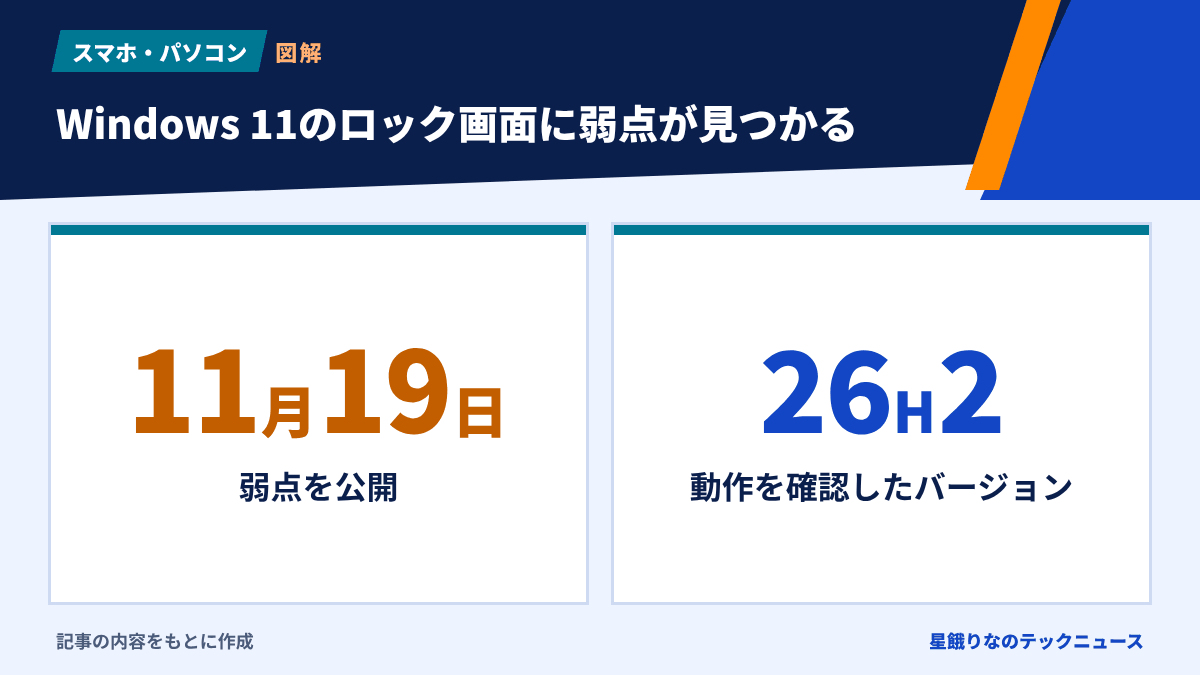 スマホ・パソコン 図解
Windows 11のロック画面に弱点が見つかる
11月19日
弱点を公開
26H2
動作を確認したバージョン
記事の内容をもとに作成
星餓りなのテックニュース